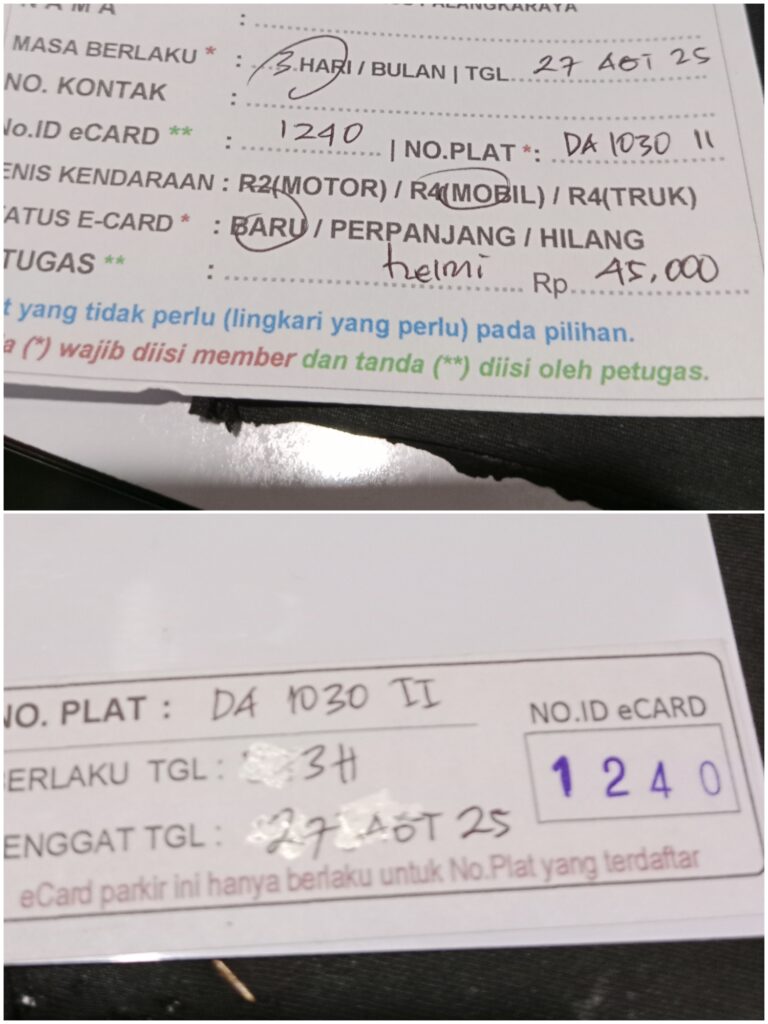 NAMA :
MASA BERLAKU * : 3 HARI / BULAN | TGL 27 AGT 25
NO. KONTAK :
No.ID eCARD ** : 1240 | NO.PLAT *: DA 1030 II
ENIS KENDARAAN : R2(MOTOR) / R4(MOBIL) / R4(TRUK)
ATUS E-CARD * : BARU / PERPANJANG / HILANG
TUGAS ** : helmi Rp 45,000
t yang tidak perlu (lingkari yang perlu) pada pilihan.
a (*) wajib diisi member dan tanda (**) diisi oleh petugas.
NO. PLAT : DA 1030 II
NO.ID eCARD
ERLAKU TGL : 3H
1240
ENGGAT TGL : 27 AGT 25
eCard parkir ini hanya berlaku untuk No.Plat yang terdaftar